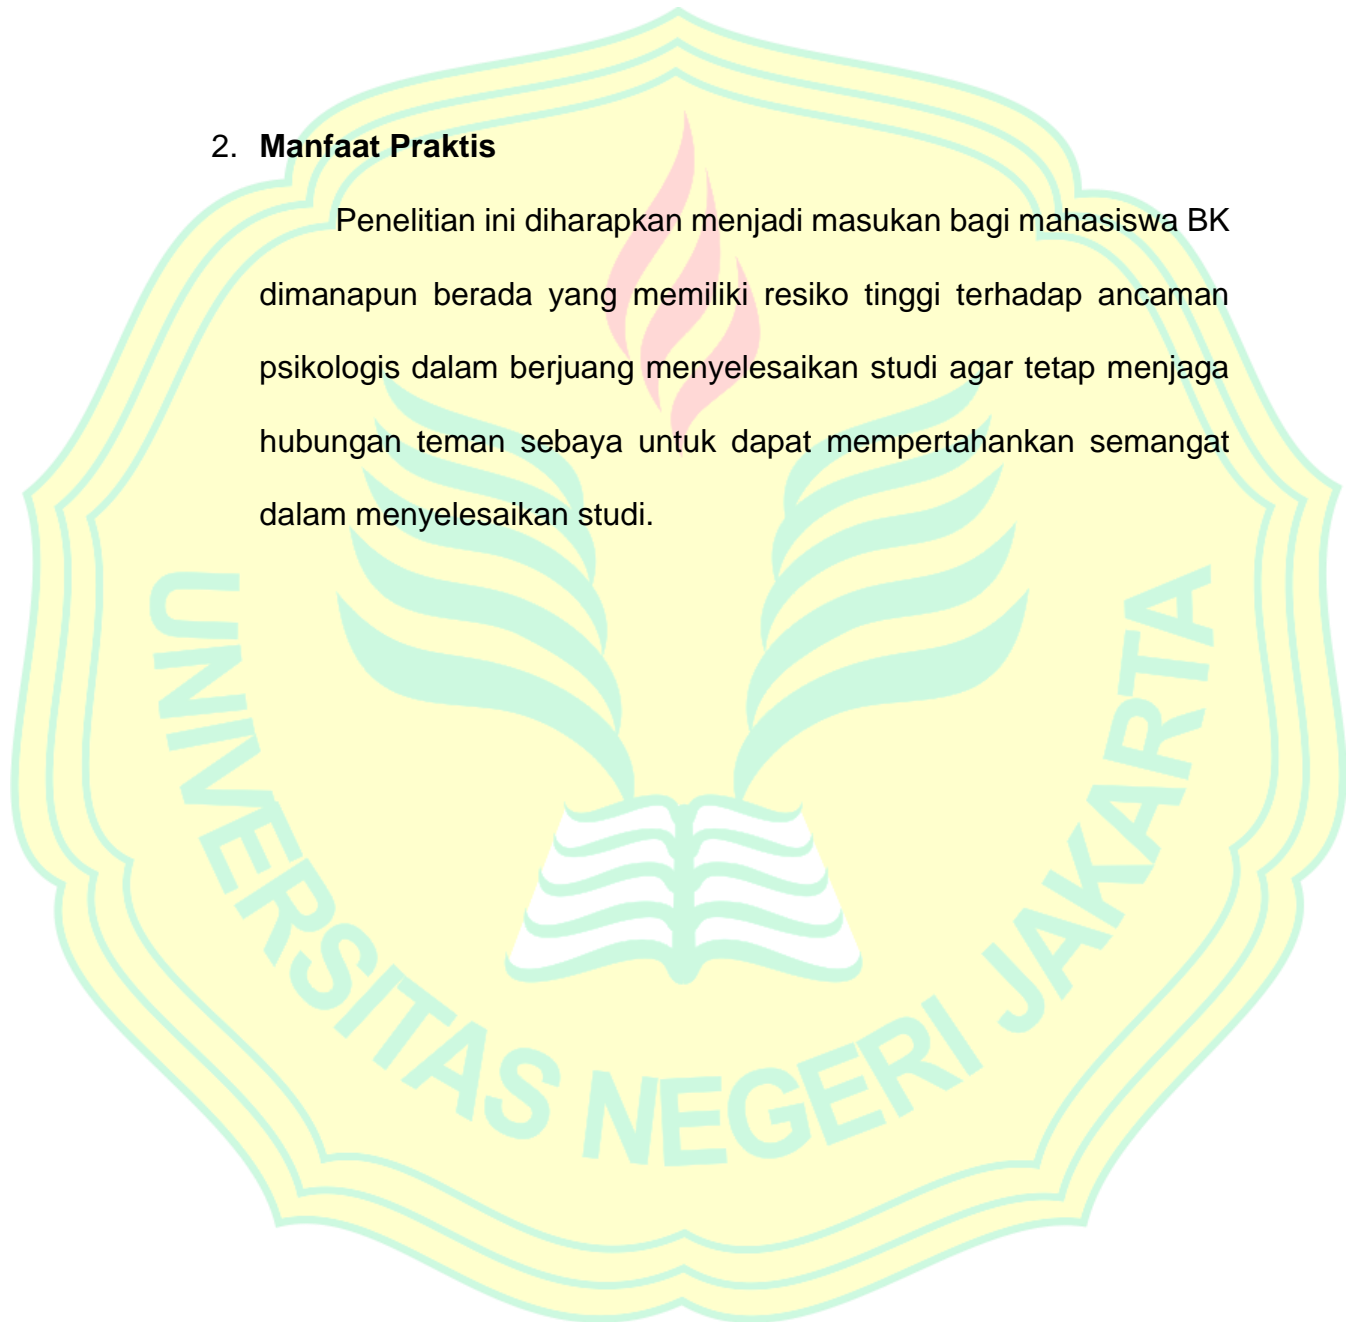 2. Manfaat Praktis
Penelitian ini diharapkan menjadi masukan bagi mahasiswa BK
dimanapun berada yang memiliki resiko tinggi terhadap ancaman
psikologis dalam berjuang menyelesaikan studi agar tetap menjaga
hubungan teman sebaya untuk dapat mempertahankan semangat
dalam menyelesaikan studi.
UNIVERSITAS NEGERI JAKARTA